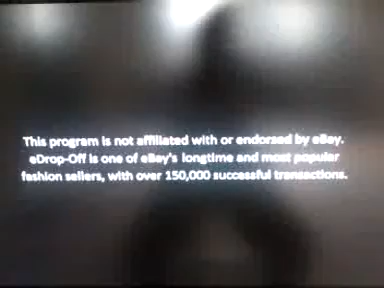 This program is not affiliated with or endorsed by eBay.
eDrop-Off is one of eBay's longtime and most popular
fashion sellers, with over 150,000 successful transactions.